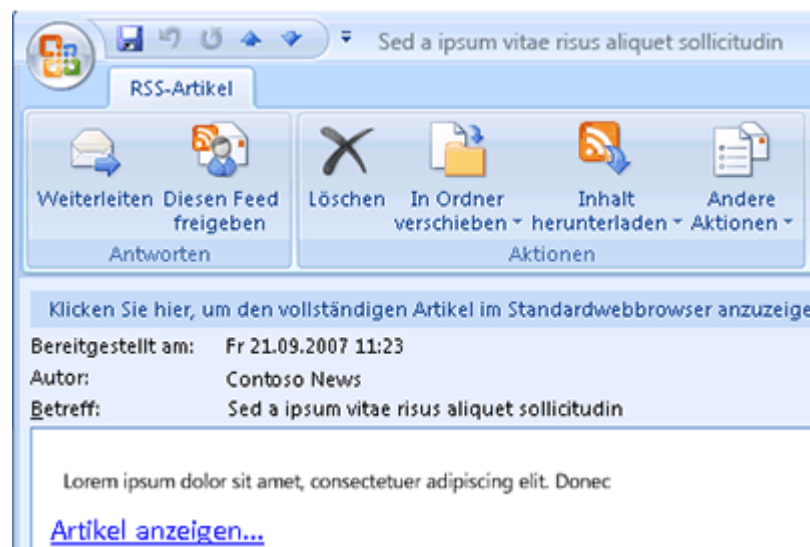 Sed a ipsum vitae risus aliquet sollicitudin
RSS-Artikel
Weiterleiten Diesen Feed Löschen In Ordner Inhalt Andere
freigeben verschieben herunterladen Aktionen
Antworten Aktionen
Klicken Sie hier, um den vollständigen Artikel im Standardwebbrowser anzuzeige
Bereitgestellt am: Fr 21.09.2007 11:23
Autor: Contoso News
Betreff: Sed a ipsum vitae risus aliquet sollicitudin
Lorem ipsum dolor sit amet, consectetuer adipiscing elit. Donec
Artikel anzeigen...